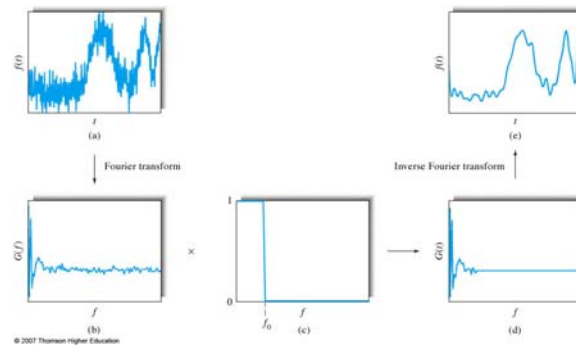 f(t)
t
(a)
Fourier transform
f(t)
t
(e)
Inverse Fourier transform
G(f)
f
(b)
×
1
0
f₀
f
(c)
G(t)
f
(d)
© 2007 Thomson Higher Education